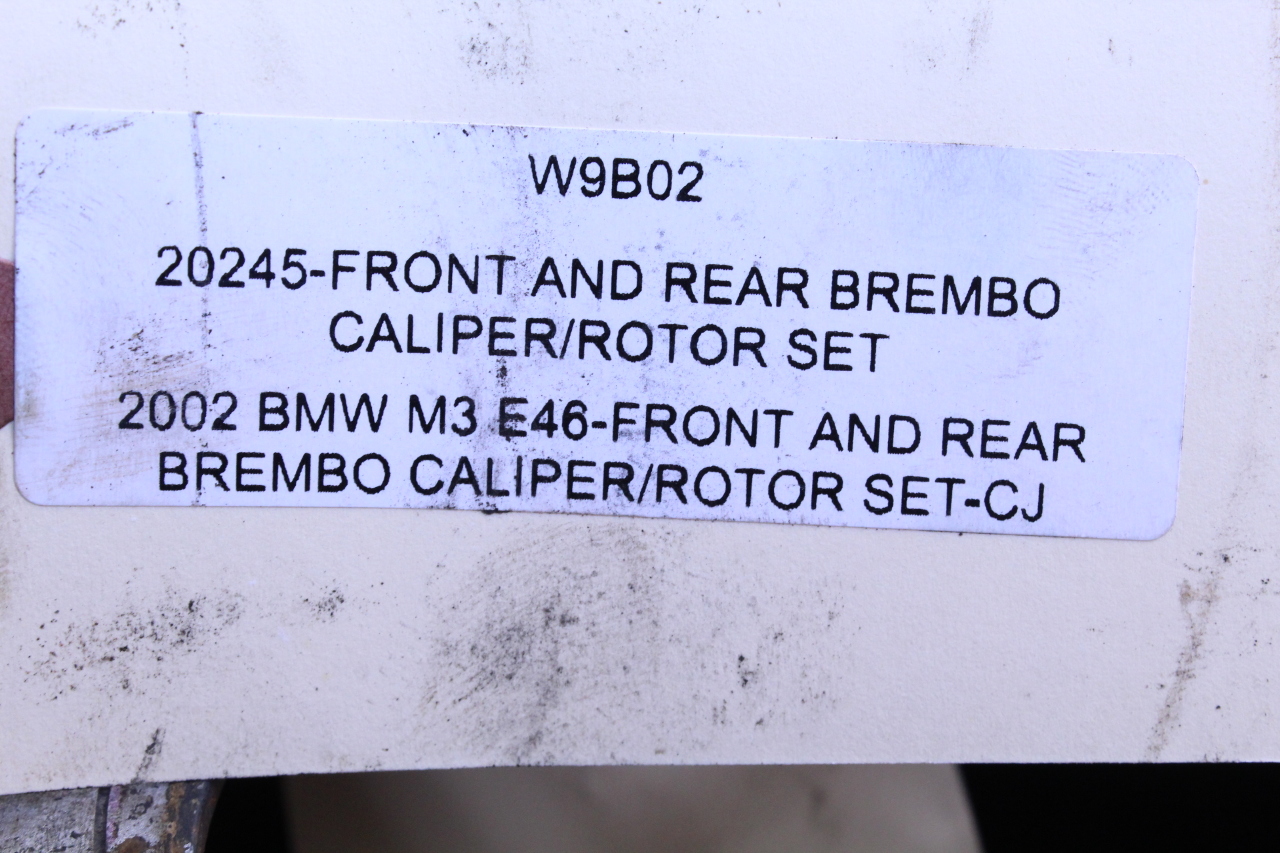 W9B02
20245-FRONT AND REAR BREMBO
CALIPER/ROTOR SET
2002 BMW M3 E46-FRONT AND REAR
BREMBO CALIPER/ROTOR SET-CJ